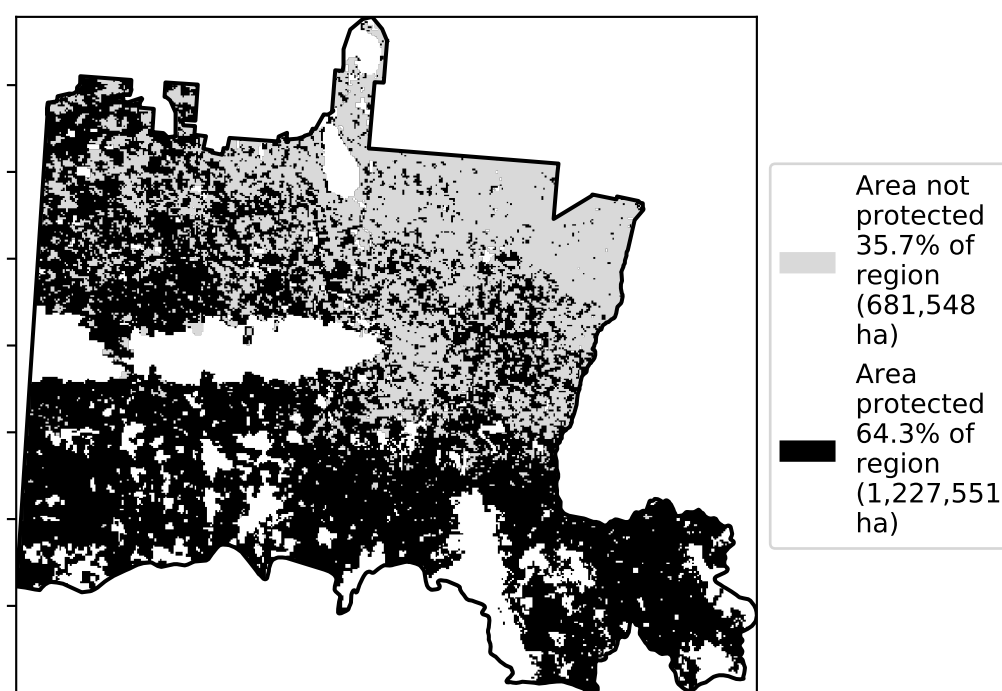 Area not
protected
35.7% of
region
(681,548
ha)
Area
protected
64.3% of
region
(1,227,551
ha)